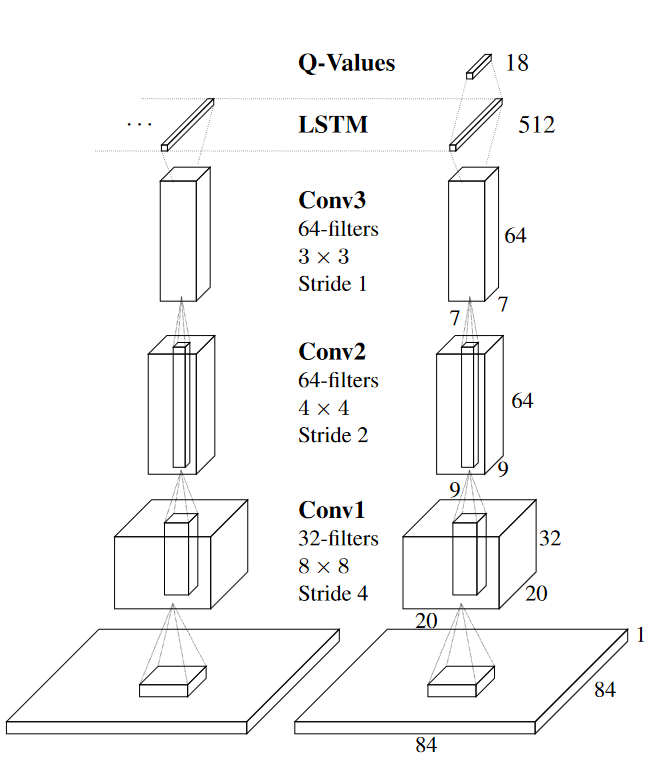 Q-Values
18
. . .
LSTM
512
Conv3
64-filters
3 × 3
Stride 1
64
7
7
Conv2
64-filters
4 × 4
Stride 2
64
9
9
Conv1
32-filters
8 × 8
Stride 4
32
20
20
1
84
84